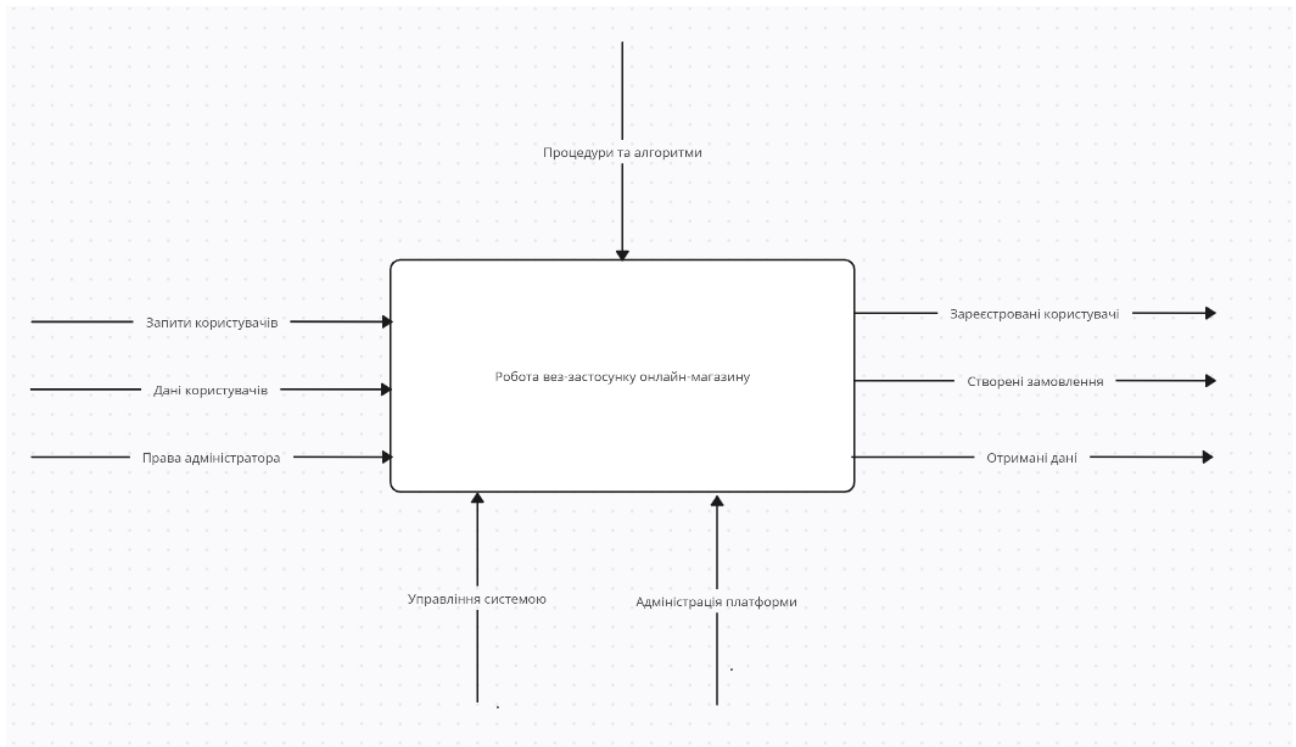 Процедури та алгоритми
Запити користувачів
Дані користувачів
Права адміністратора
Робота вез-застосунку онлайн-магазину
Зареєстровані користувачі
Створені замовлення
Отримані дані
Управління системою
Адміністрація платформи